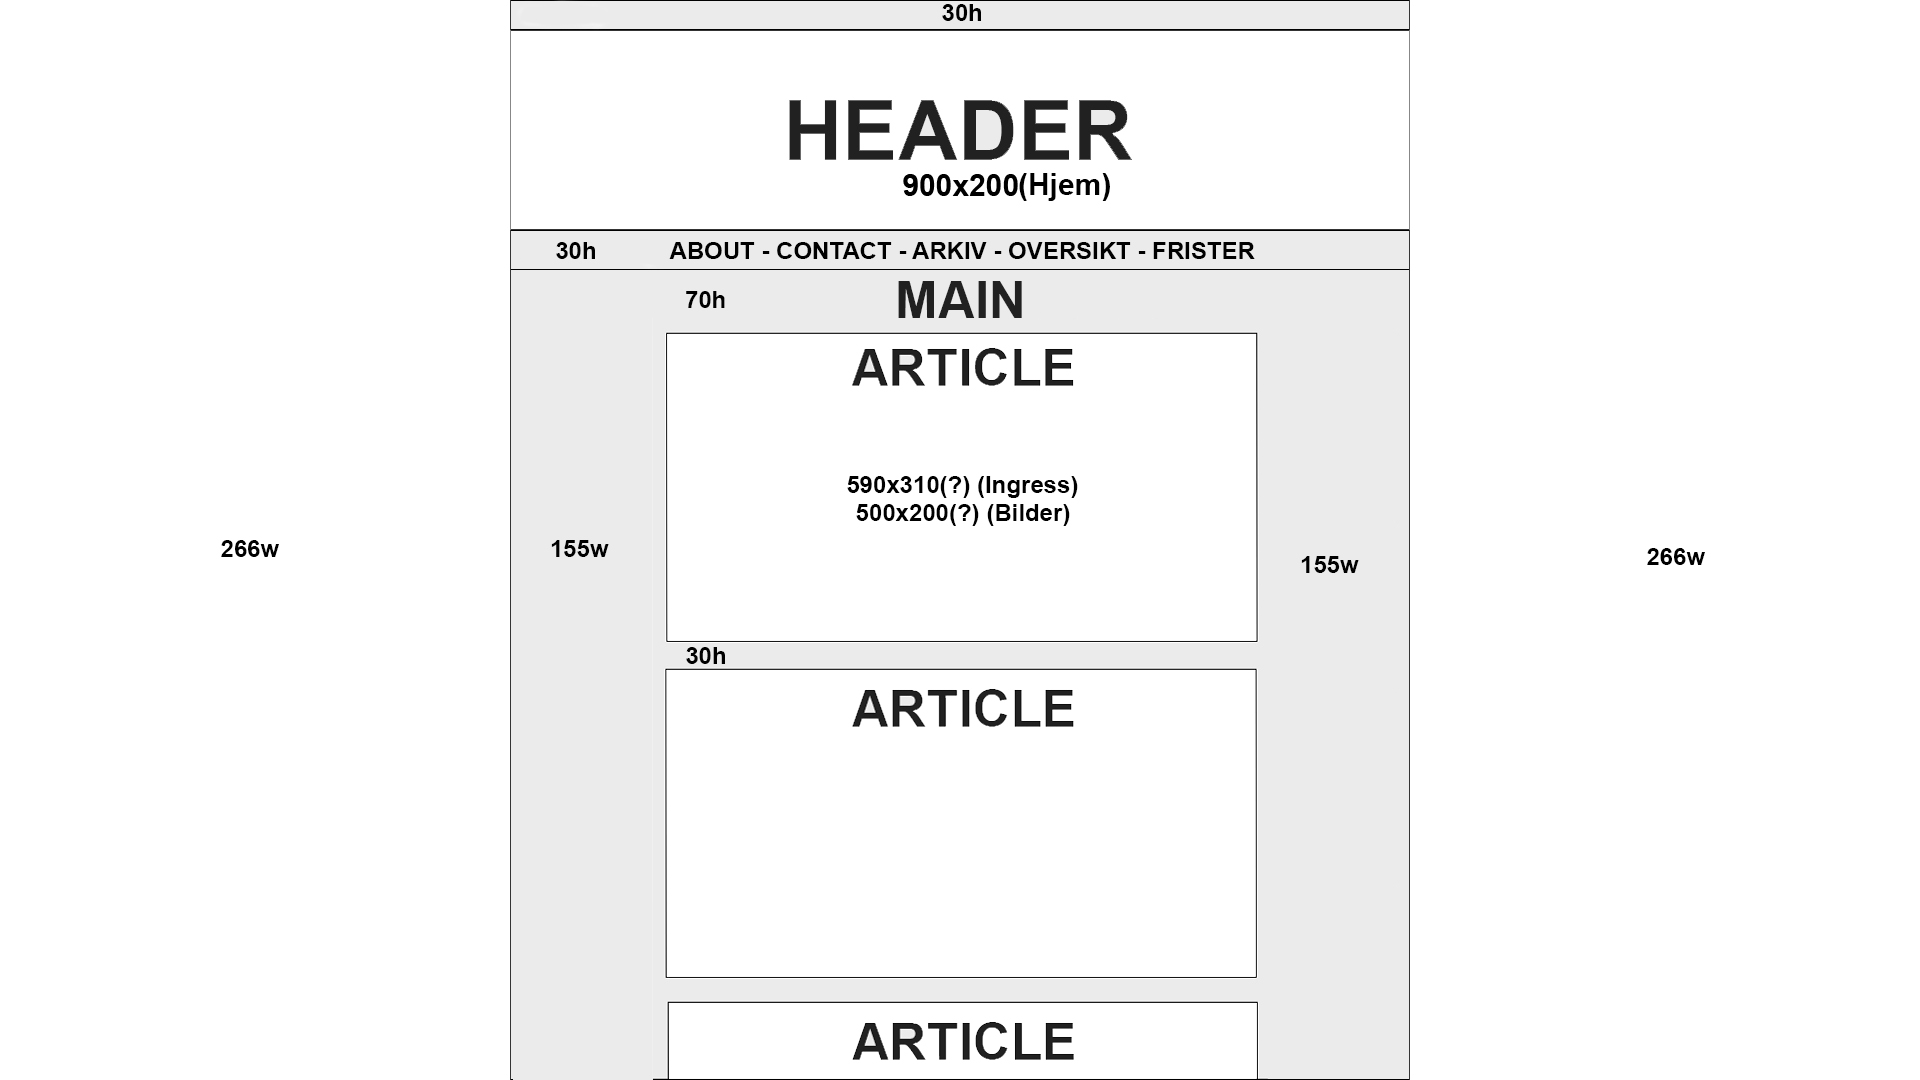 30h
HEADER
900x200(Hjem)
30h ABOUT - CONTACT - ARKIV - OVERSIKT - FRISTER
70h MAIN
ARTICLE
590x310(?) (Ingress)
500x200(?) (Bilder)
266w 155w 155w 266w
30h
ARTICLE
ARTICLE